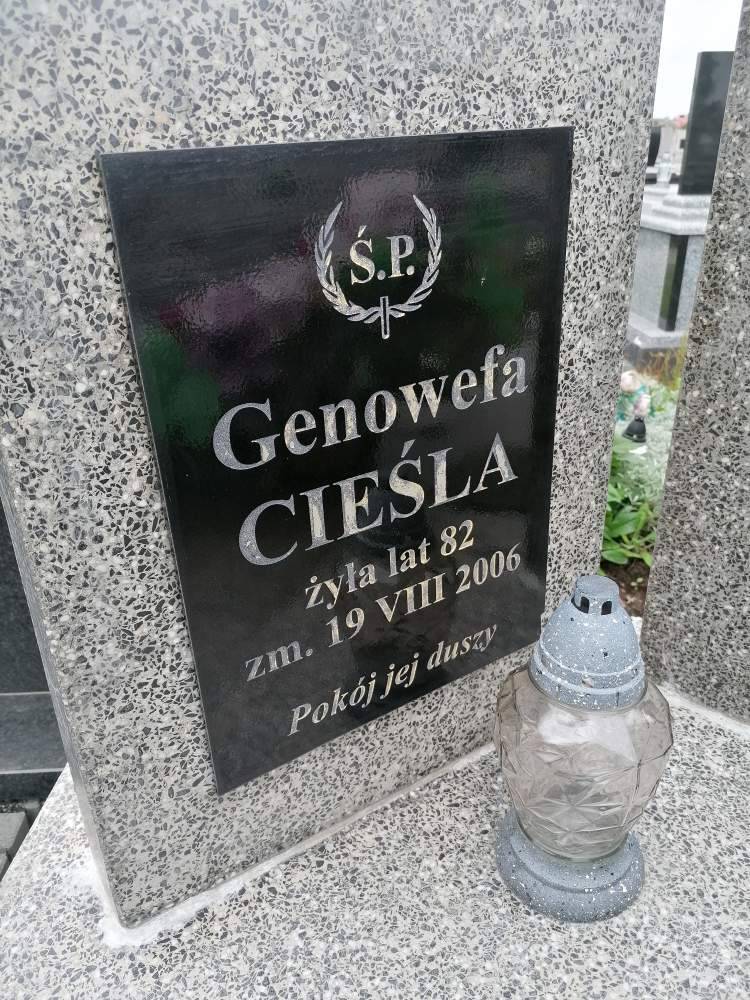 Ś.P.
Genowefa
CIEŚLA
żyła lat 82
zm. 19 VIII 2006
Pokój jej duszy